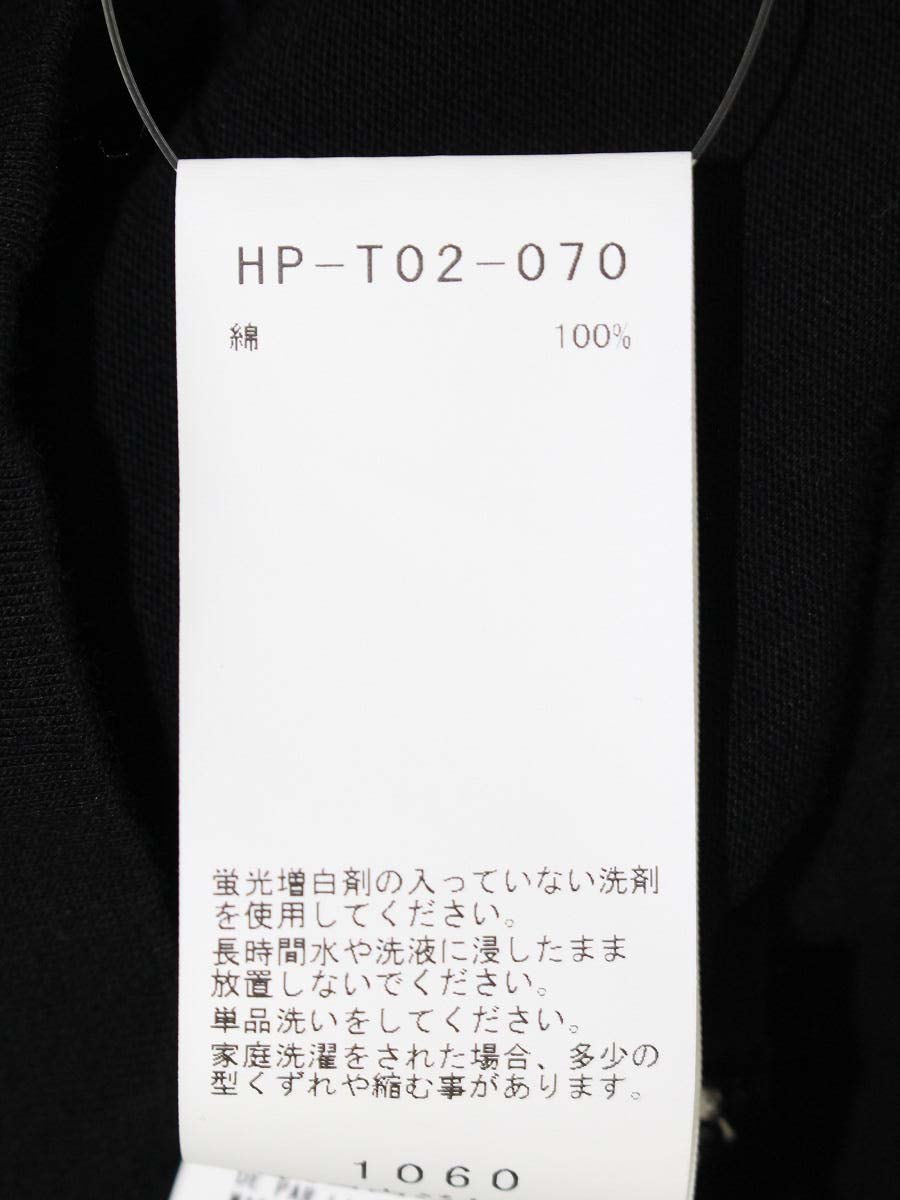 HP-T02-070
綿 100%
蛍光増白剤の入っていない洗剤
を使用してください。
長時間水や洗液に浸したまま
放置しないでください。
単品洗いをしてください。
家庭洗濯をされた場合、多少の
型くずれや縮む事があります。
1060
DE PAR